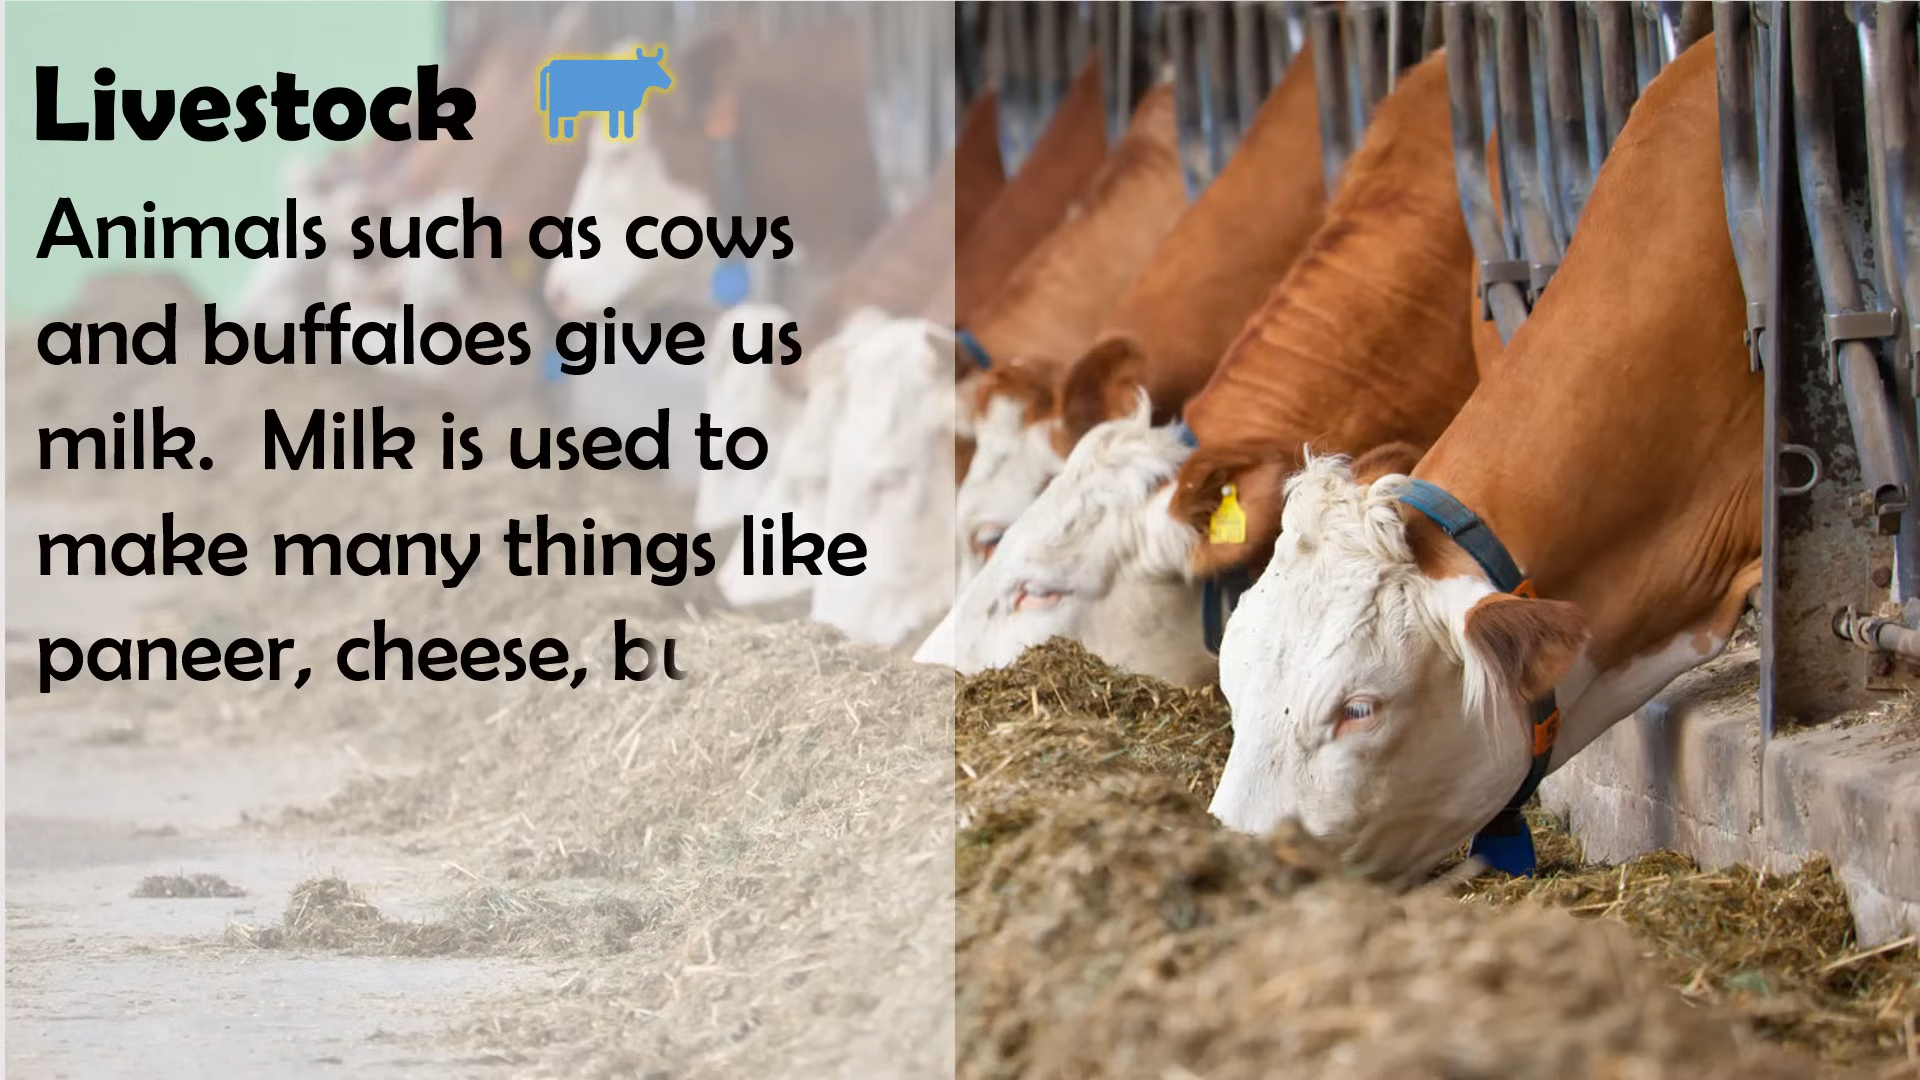 Livestock
Animals such as cows
and buffaloes give us
milk.  Milk is used to
make many things like
paneer, cheese,